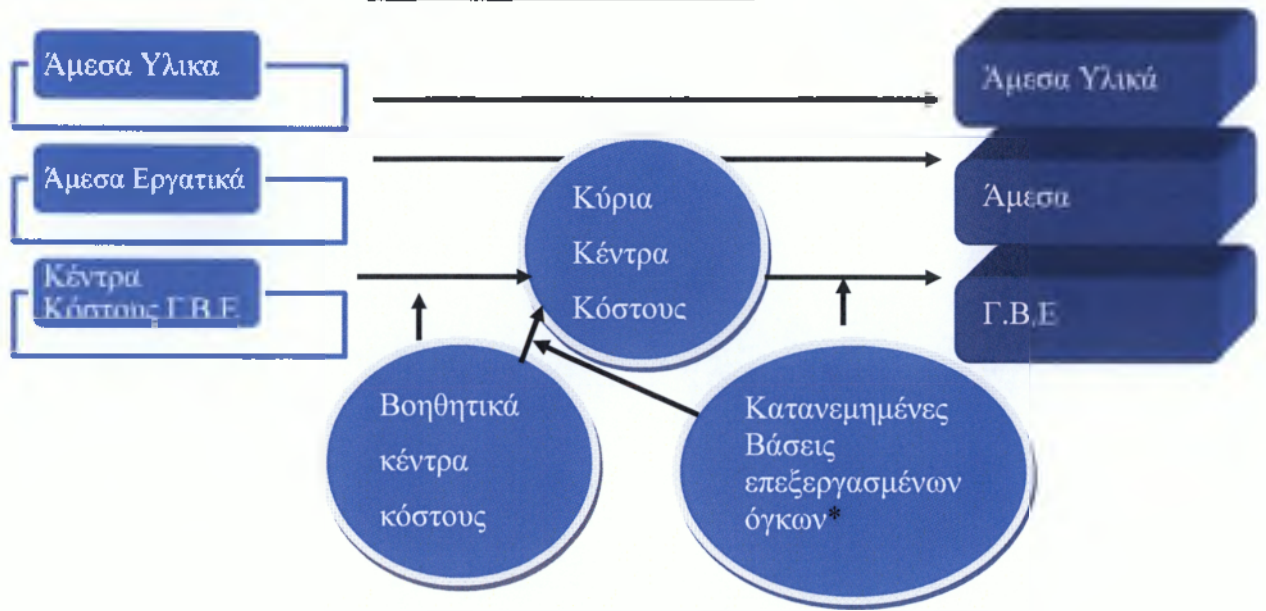 Άμεσα Υλικα
Άμεσα Εργατικά
Κέντρα
Κόστους Γ.Β.Ε
Κύρια
Κέντρα
Κόστους
Βοηθητικά
κέντρα
κόστους
Κατανεμημένες
Βάσεις
επεξεργασμένων
όγκων*
Άμεσα Υλικά
Άμεσα
Γ.Β.Ε